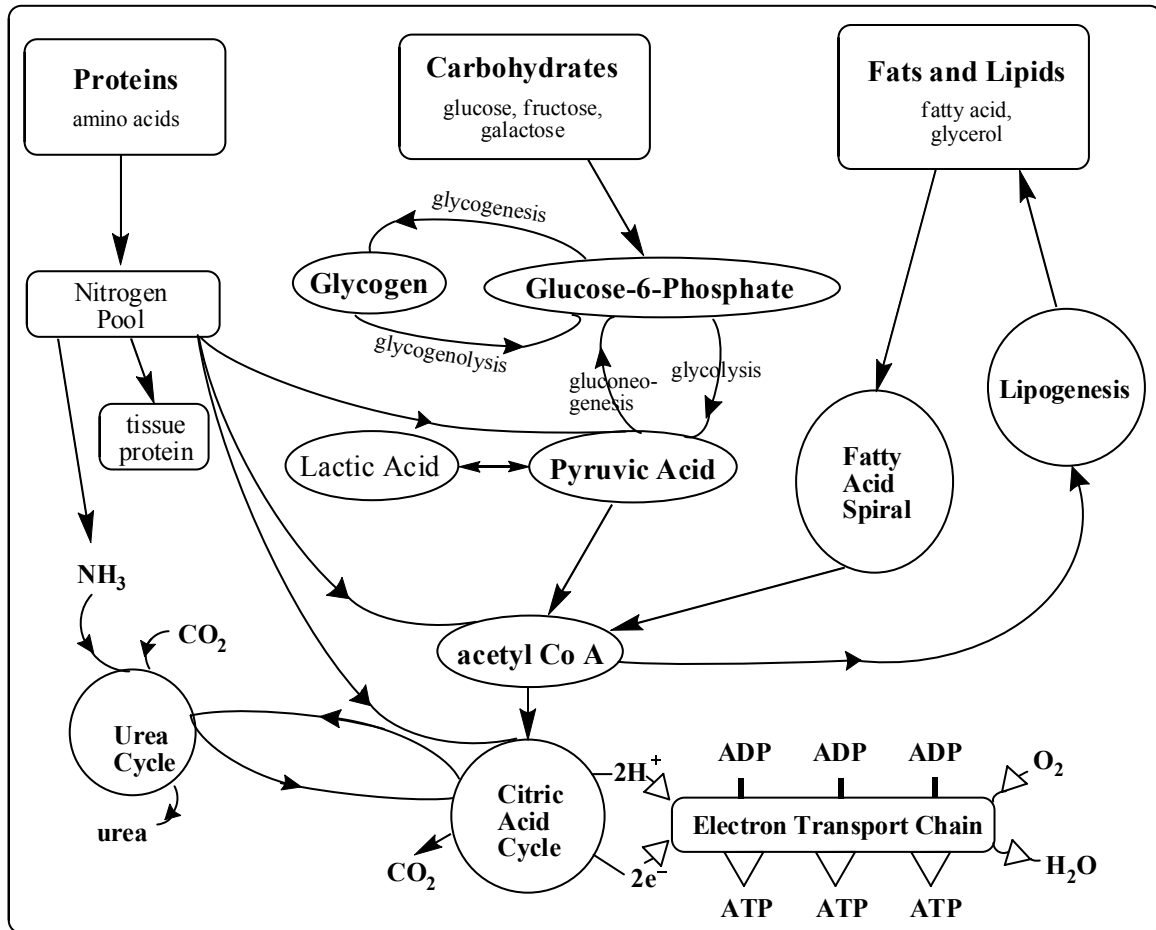 Proteins
amino acids
Carbohydrates
glucose, fructose,
galactose
Fats and Lipids
fatty acid,
glycerol
glycogenesis
Glycogen
Glucose-6-Phosphate
glycogenolysis
Nitrogen
Pool
gluconeo-
genesis
glycolysis
Lipogenesis
tissue
protein
Lactic Acid
Pyruvic Acid
Fatty
Acid
Spiral
NH₃
CO₂
acetyl Co A
Urea
Cycle
urea
Citric
Acid
Cycle
CO₂
2H⁺
2e⁻
ADP
ADP
ADP
O₂
Electron Transport Chain
H₂O
ATP
ATP
ATP